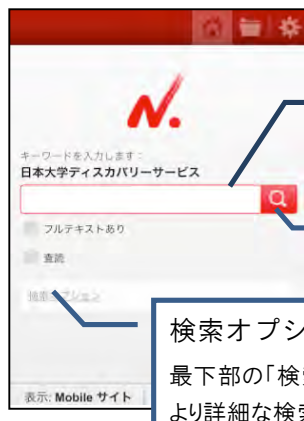 N.
キーワードを入力します：
日本大学ディスカバリーサービス
フルテキストあり
査読
検索オプション
検索オプシ
最下部の「検索
より詳細な検索
表示: Mobile サイト